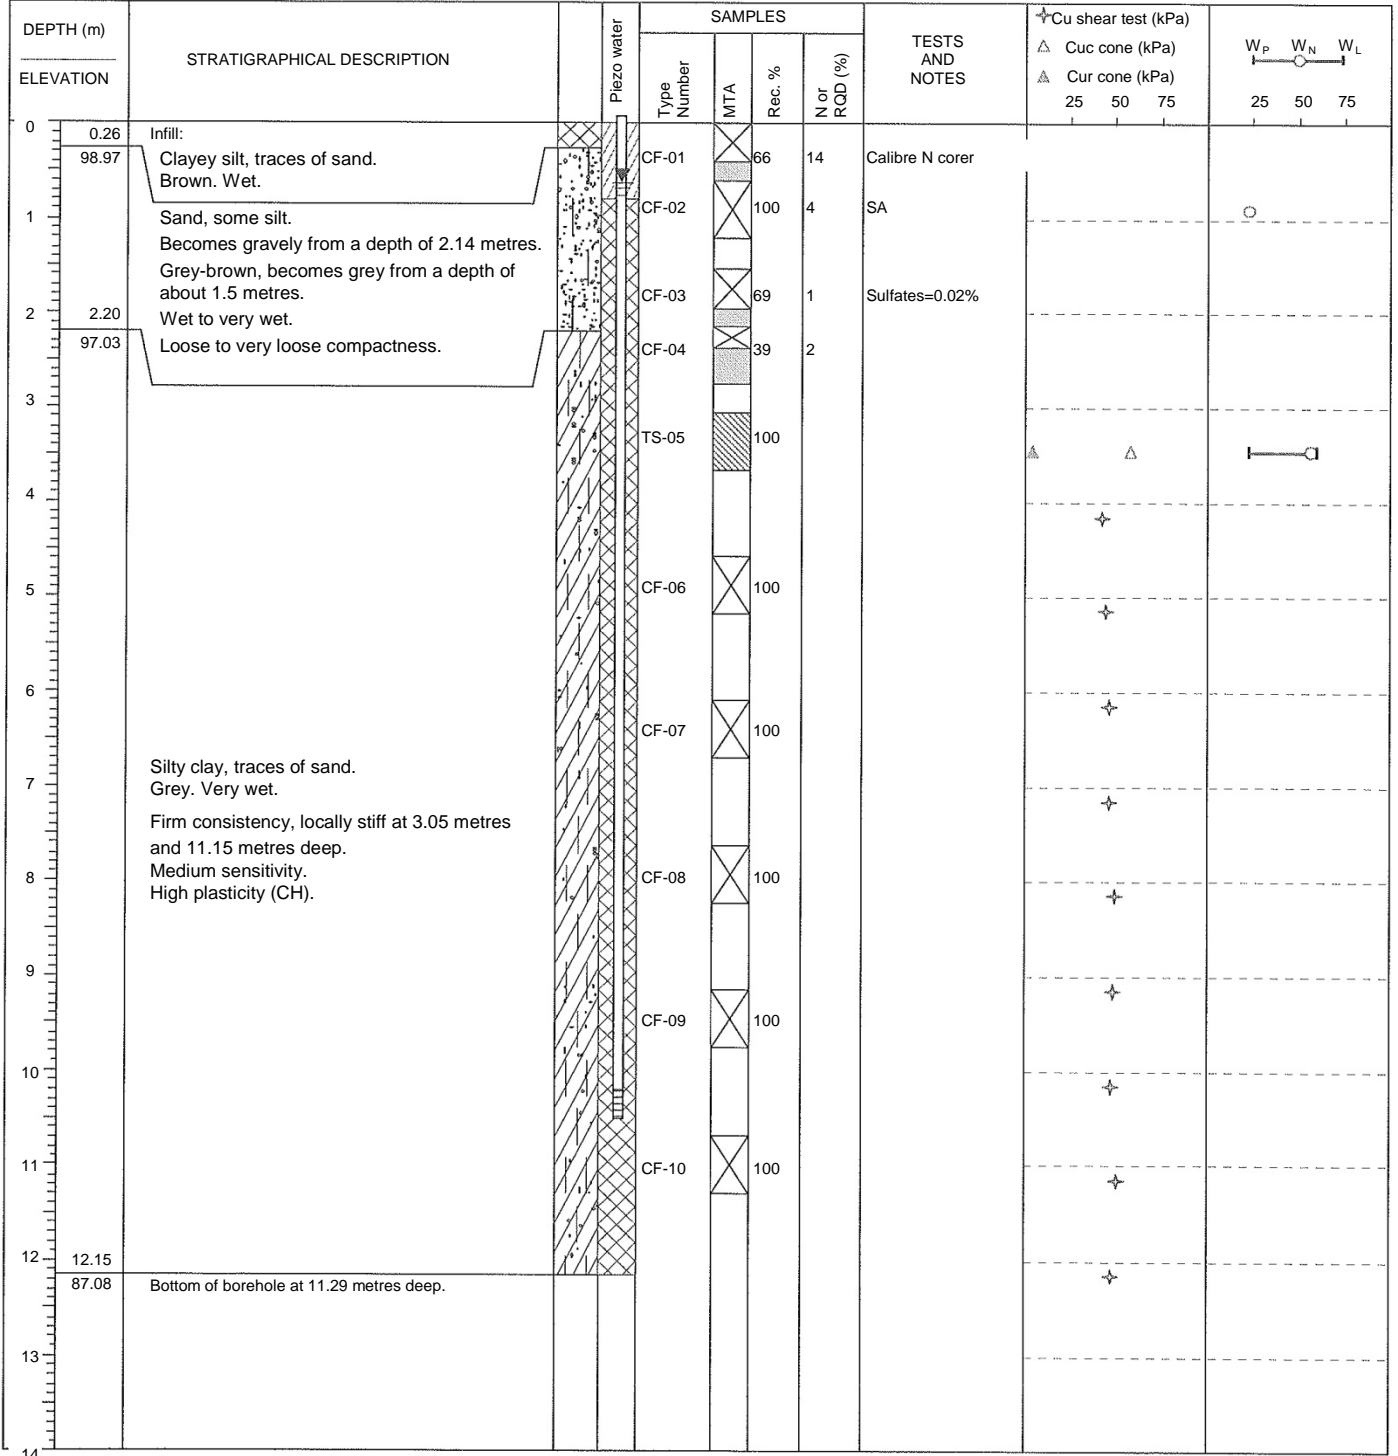 DEPTH (m)
ELEVATION
STRATIGRAPHICAL DESCRIPTION
Piezo water
SAMPLES
Type
Number
MTA
Rec. %
N or
RQD (%)
TESTS
AND
NOTES
Cu shear test (kPa)
Cuc cone (kPa)
Cur cone (kPa)
25 50 75
WP WN WL
25 50 75
0
0.26 Infill:
98.97 Clayey silt, traces of sand.
Brown. Wet.
CF-01 66 14 Calibre N corer
CF-02 100 4 SA
1
Sand, some silt.
Becomes gravely from a depth of 2.14 metres.
Grey-brown, becomes grey from a depth of
about 1.5 metres.
CF-03 69 1 Sulfates=0.02%
2
2.20
Wet to very wet.
97.03 Loose to very loose compactness.
CF-04 39 2
3
TS-05 100
4
5
CF-06 100
6
CF-07 100
Silty clay, traces of sand.
7
Grey. Very wet.
Firm consistency, locally stiff at 3.05 metres
and 11.15 metres deep.
Medium sensitivity.
8
CF-08 100
High plasticity (CH).
9
CF-09 100
10
11
CF-10 100
12
12.15
87.08 Bottom of borehole at 11.29 metres deep.
13
14